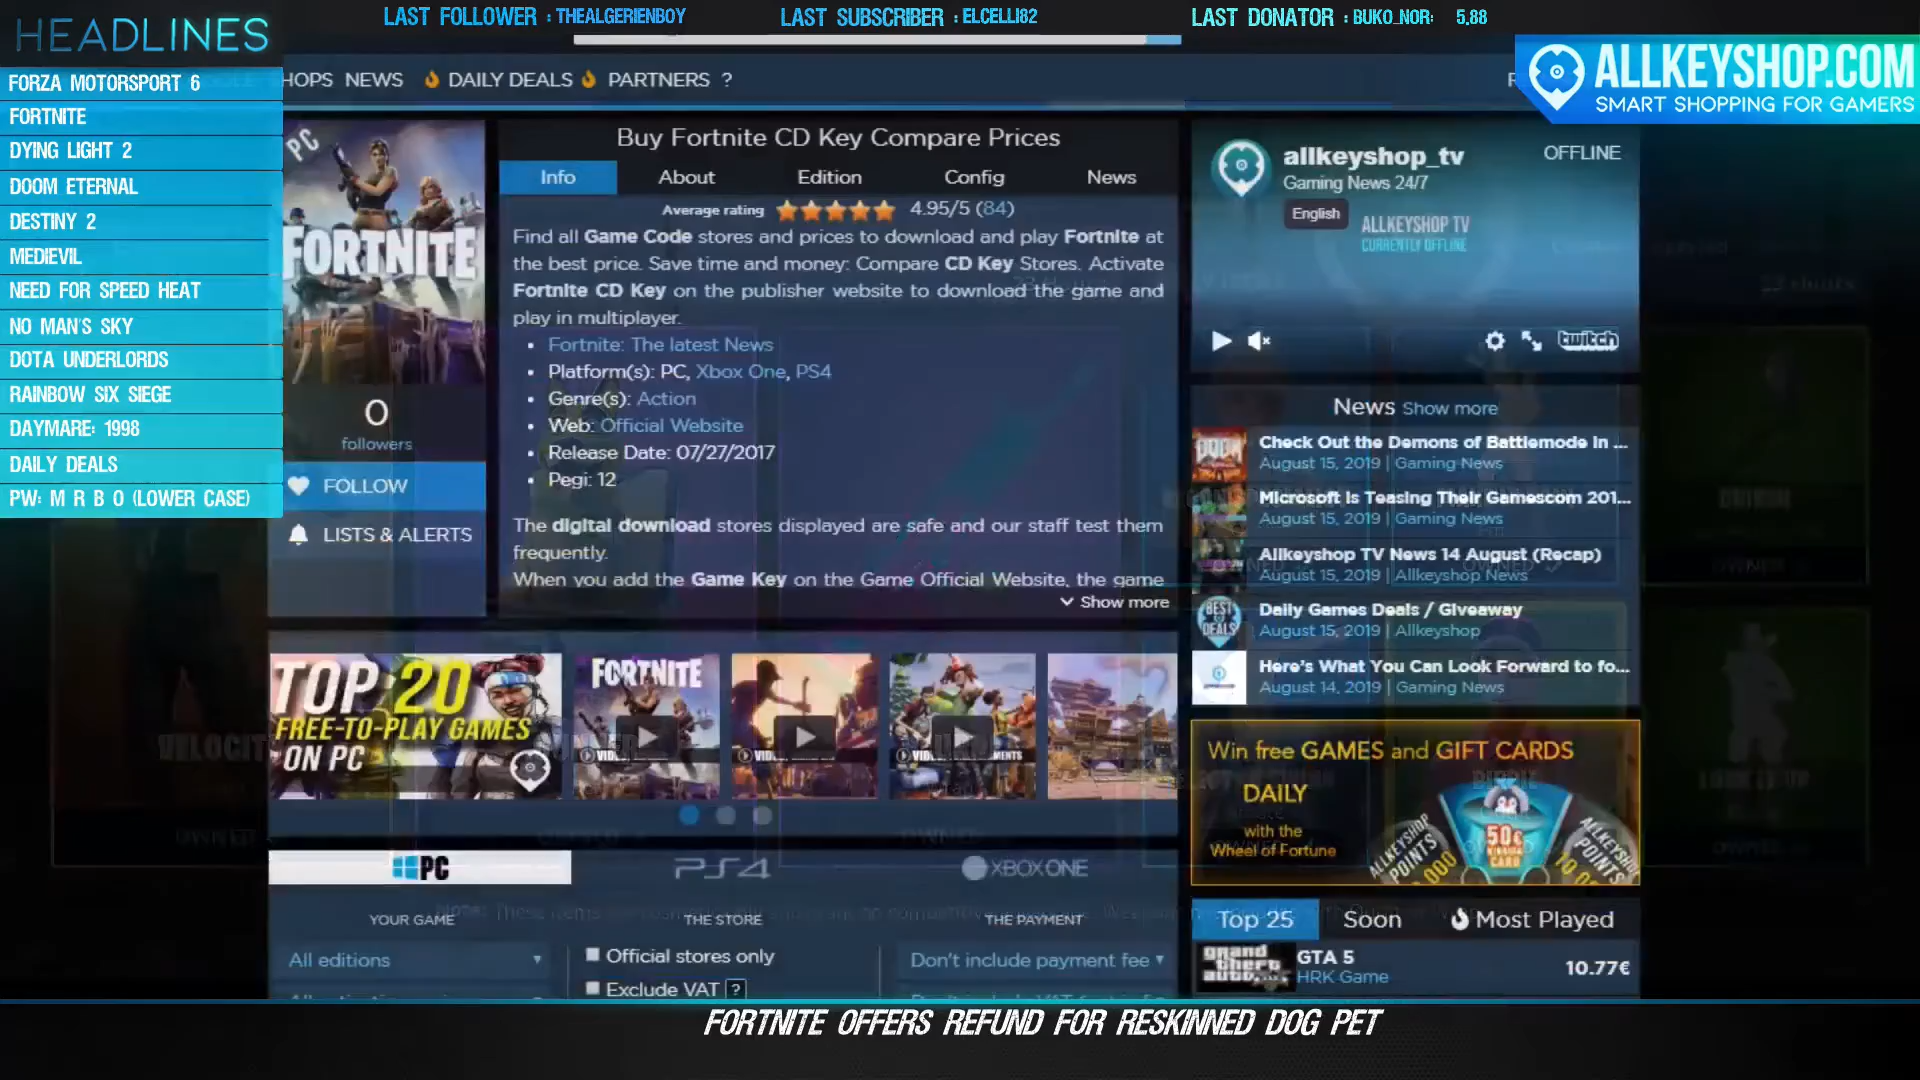 HEADLINES
LAST FOLLOWER : THEALGERIENBOY
LAST SUBSCRIBER : ELCELLI82
LAST DONATOR : BUKO_NOR: 5.88
ALLKEYSHOP.COM
SMART SHOPPING FOR GAMERS
FORZA MOTORSPORT 6
FORTNITE
DYING LIGHT 2
DOOM ETERNAL
DESTINY 2
MEDIEVIL
NEED FOR SPEED HEAT
NO MAN'S SKY
DOTA UNDERLORDS
RAINBOW SIX SIEGE
DAYMARE: 1998
DAILY DEALS
PW: M R B O (LOWER CASE)
HOPS NEWS DAILY DEALS PARTNERS ?
PC
FORTNITE
0
followers
FOLLOW
LISTS & ALERTS
Buy Fortnite CD Key Compare Prices
Info About Edition Config News
Average rating 4.95/5 (84)
Find all Game Code stores and prices to download and play Fortnite at
the best price. Save time and money: Compare CD Key Stores. Activate
Fortnite CD Key on the publisher website to download the game and
play in multiplayer.
Fortnite: The latest News
Platform(s): PC, Xbox One, PS4
Genre(s): Action
Web: Official Website
Release Date: 07/27/2017
Pegi: 12
The digital download stores displayed are safe and our staff test them
frequently.
When you add the Game Key on the Game Official Website, the game
Show more
allkeyshop_tv OFFLINE
Gaming News 24/7
English
ALLKEYSHOP TV
CURRENTLY OFFLINE
twitch
News Show more
DOOM
Check Out the Demons of Battlemode in ...
August 15, 2019 | Gaming News
Microsoft Is Teasing Their Gamescom 201...
August 15, 2019 | Gaming News
Allkeyshop TV News 14 August (Recap)
August 15, 2019 | Allkeyshop News
BEST
DEALS
Daily Games Deals / Giveaway
August 15, 2019 | Allkeyshop
Here's What You Can Look Forward to fo...
August 14, 2019 | Gaming News
TOP 20
FREE-TO-PLAY GAMES
ON PC
FORTNITE
Win free GAMES and GIFT CARDS
DAILY
with the
Wheel of Fortune
ALLKEYSHOP
POINTS
50€
CARD
ALLKEYSHOP
POINTS
PC PS4 XBOX ONE
YOUR GAME THE STORE THE PAYMENT
All editions
Official stores only
Exclude VAT ?
Don't include payment fee
Top 25 Soon Most Played
grand
theft
auto
GTA 5
HRK Game
10.77€
FORTNITE OFFERS REFUND FOR RESKINNED DOG PET